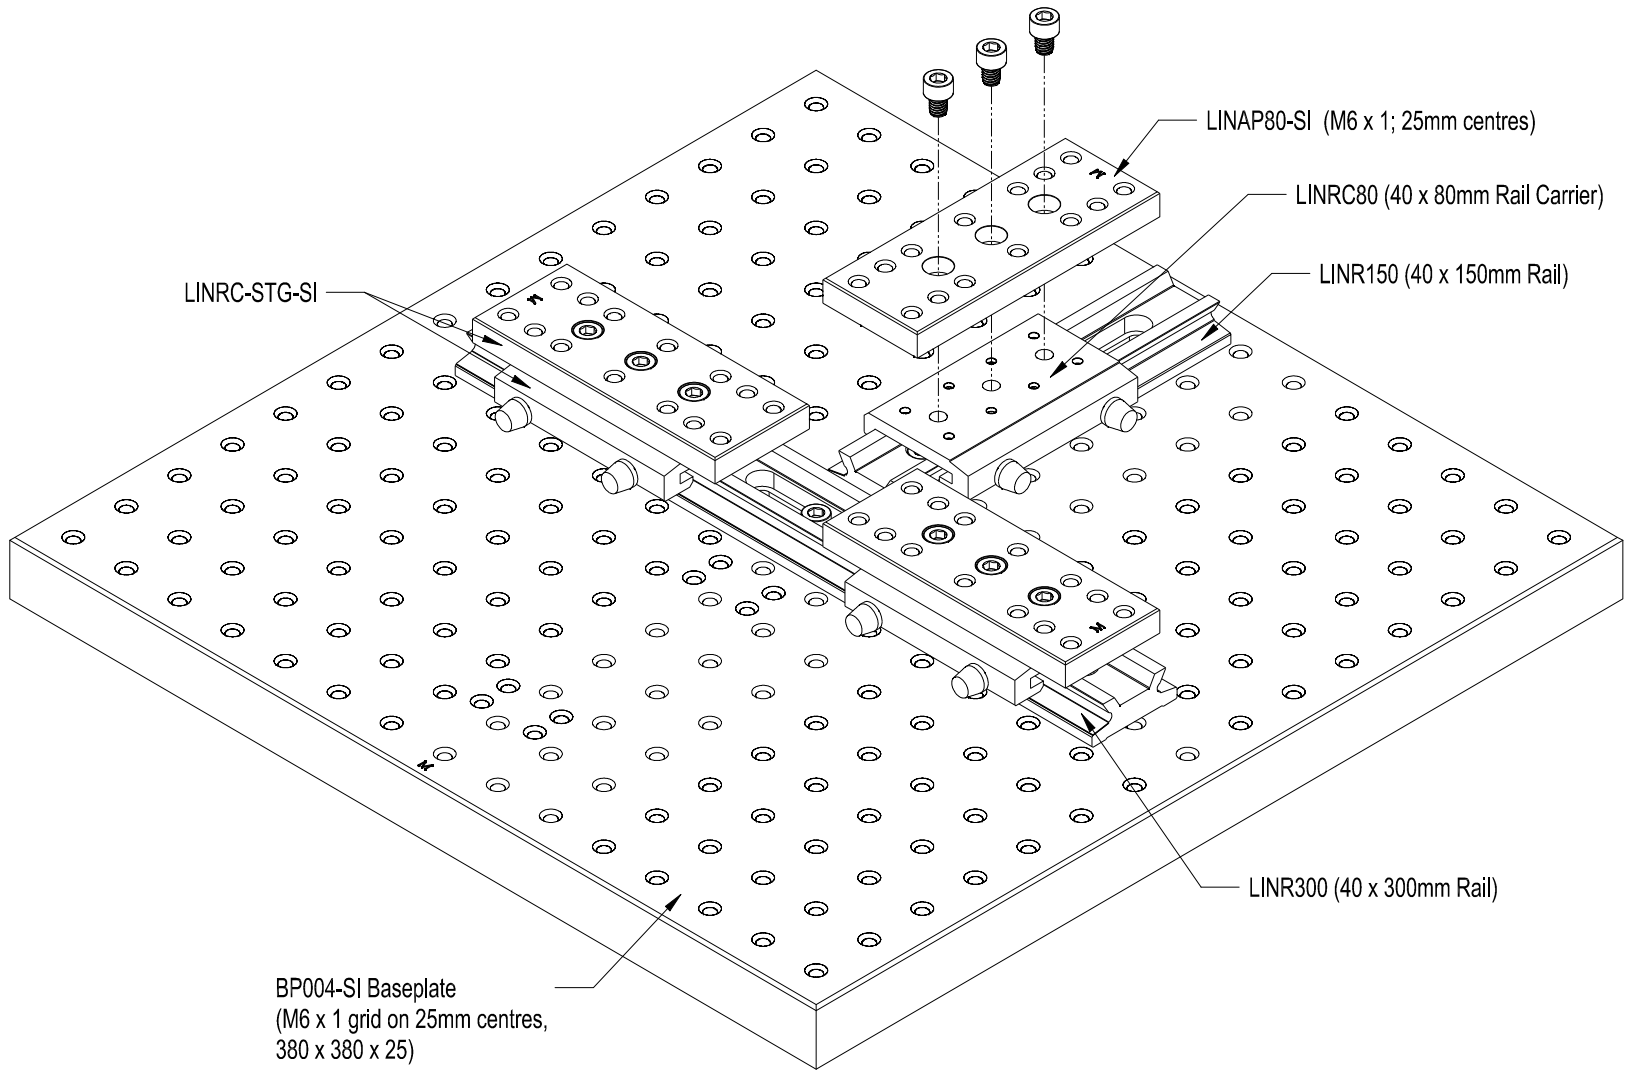 LINAP80-SI (M6 x 1; 25mm centres)
LINRC80 (40 x 80mm Rail Carrier)
LINR150 (40 x 150mm Rail)
LINRC-STG-SI
LINR300 (40 x 300mm Rail)
BP004-SI Baseplate
(M6 x 1 grid on 25mm centres,
380 x 380 x 25)
M
M
M
M